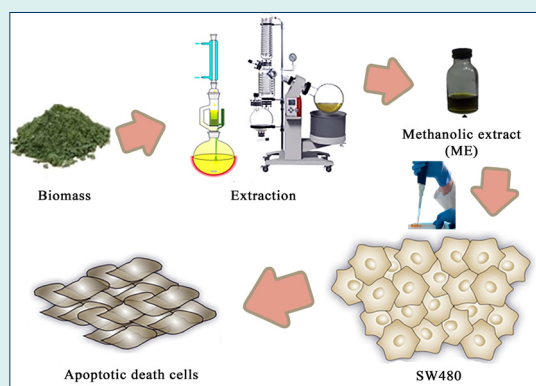 Biomass
Extraction
Methanolic extract
(ME)
SW480
Apoptotic death cells